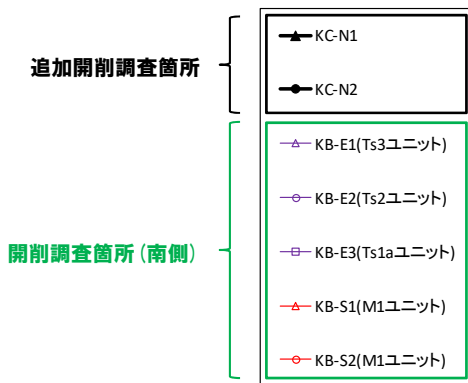 KC-N1
追加開削調査箇所
KC-N2
KB-E1(Ts3ユニット)
KB-E2(Ts2ユニット)
開削調査箇所(南側)
KB-E3(Ts1aユニット)
KB-S1(M1ユニット)
KB-S2(M1ユニット)